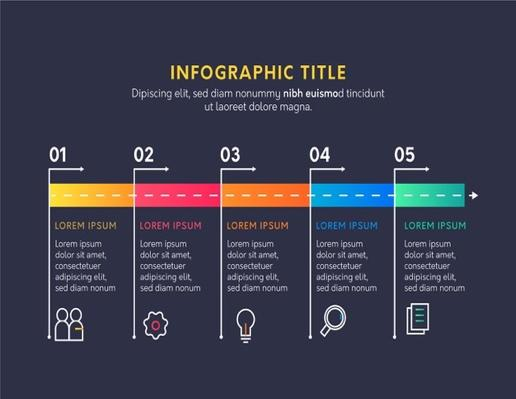 INFOGRAPHIC TITLE
Dipiscing elit, sed diam nonummy nibh euismod tincidunt
ut laoreet dolore magna.
01
02
03
04
05
LOREM IPSUM
Lorem ipsum
dolor sit amet,
consectetuer
adipiscing elit,
sed diam nonum
LOREM IPSUM
Lorem ipsum
dolor sit amet,
consectetuer
adipiscing elit,
sed diam nonum
LOREM IPSUM
Lorem ipsum
dolor sit amet,
consectetuer
adipiscing elit,
sed diam nonum
LOREM IPSUM
Lorem ipsum
dolor sit amet,
consectetuer
adipiscing elit,
sed diam nonum
LOREM IPSUM
Lorem ipsum
dolor sit amet,
consectetuer
adipiscing elit,
sed diam nonum